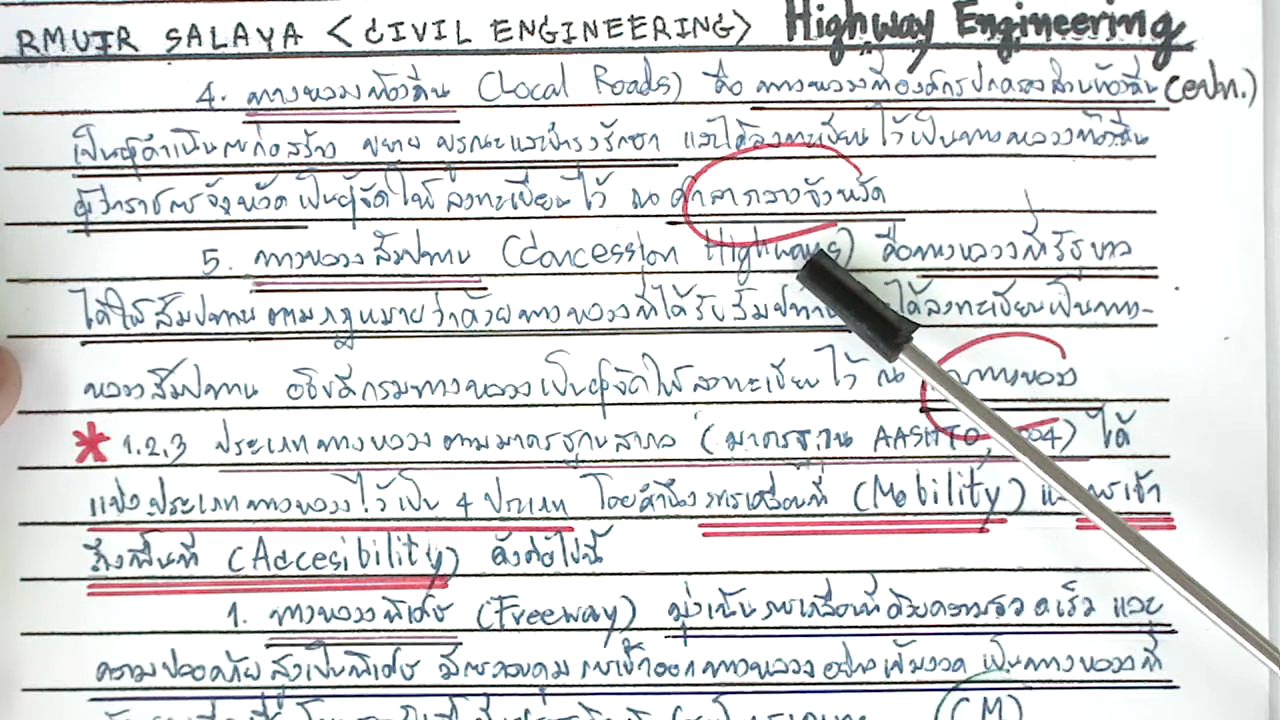 RMUTR SALAYA <CIVIL ENGINEERING> Highway Engineering
4. ทางหลวงท้องถิ่น (Local Roads) คือ ทางหลวงที่องค์กรปกครองส่วนท้องถิ่น (อปท.)
เป็นผู้ดำเนินการก่อสร้าง ขยาย บูรณะและบำรุงรักษา และได้ลงทะเบียนไว้เป็นทางหลวงท้องถิ่น
ผู้ว่าราชการจังหวัดเป็นผู้จัดให้ลงทะเบียนไว้ ณ ศาลากลางจังหวัด
5. ทางหลวงสัมปทาน (Concession Highways) คือทางหลวงที่รัฐบาล
ได้ให้สัมปทานตามกฎหมายว่าด้วยทางหลวงที่ได้รับสัมปทาน ได้ลงทะเบียนเป็นทาง-
หลวงสัมปทาน อธิบดีกรมทางหลวงเป็นผู้จัดให้ลงทะเบียนไว้ ณ ทางหลวง
* 1.2.3 ประเภททางหลวงตามมาตรฐานสากล (มาตรฐาน AASHTO, 004) ได้
แบ่งประเภททางหลวงไว้เป็น 4 ประเภท โดยคำนึงการเคลื่อนที่ (Mobility) การเข้า
ถึงพื้นที่ (Accesibility) ดังต่อไปนี้
1. ทางหลวงพิเศษ (Freeway) มุ่งเน้นการเคลื่อนที่ด้วยความรวดเร็ว และ
ความปลอดภัยสูงเป็นพิเศษ มีการควบคุมการเข้าออกทางหลวงอย่างเข้มงวด เป็นทางหลวงที่
(M)